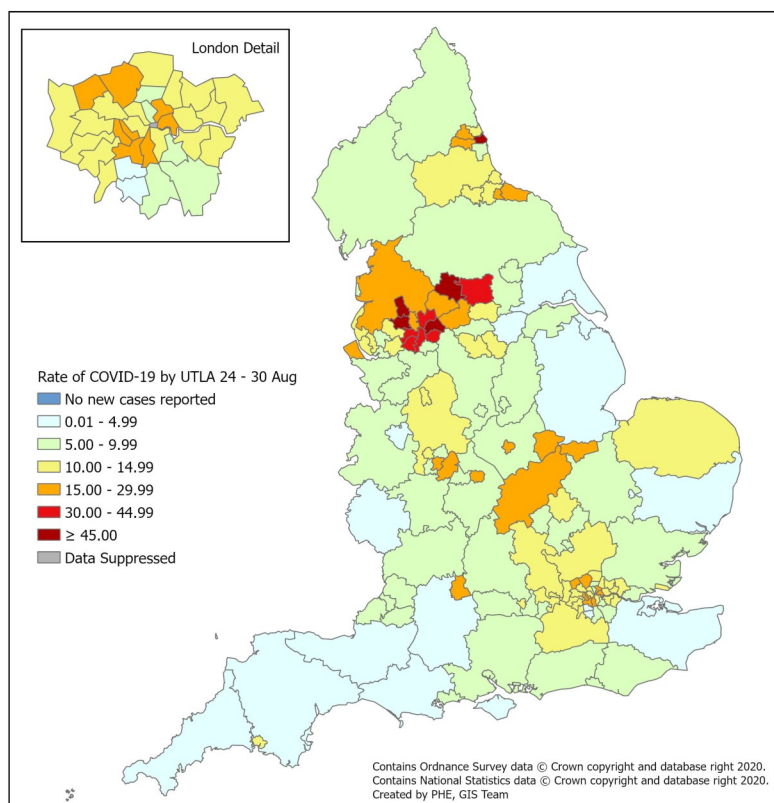 London Detail
Rate of COVID-19 by UTLA 24 - 30 Aug
No new cases reported
0.01 - 4.99
5.00 - 9.99
10.00 - 14.99
15.00 - 29.99
30.00 - 44.99
≥ 45.00
Data Suppressed
Contains Ordnance Survey data © Crown copyright and database right 2020.
Contains National Statistics data © Crown copyright and database right 2020.
Created by PHE, GIS Team